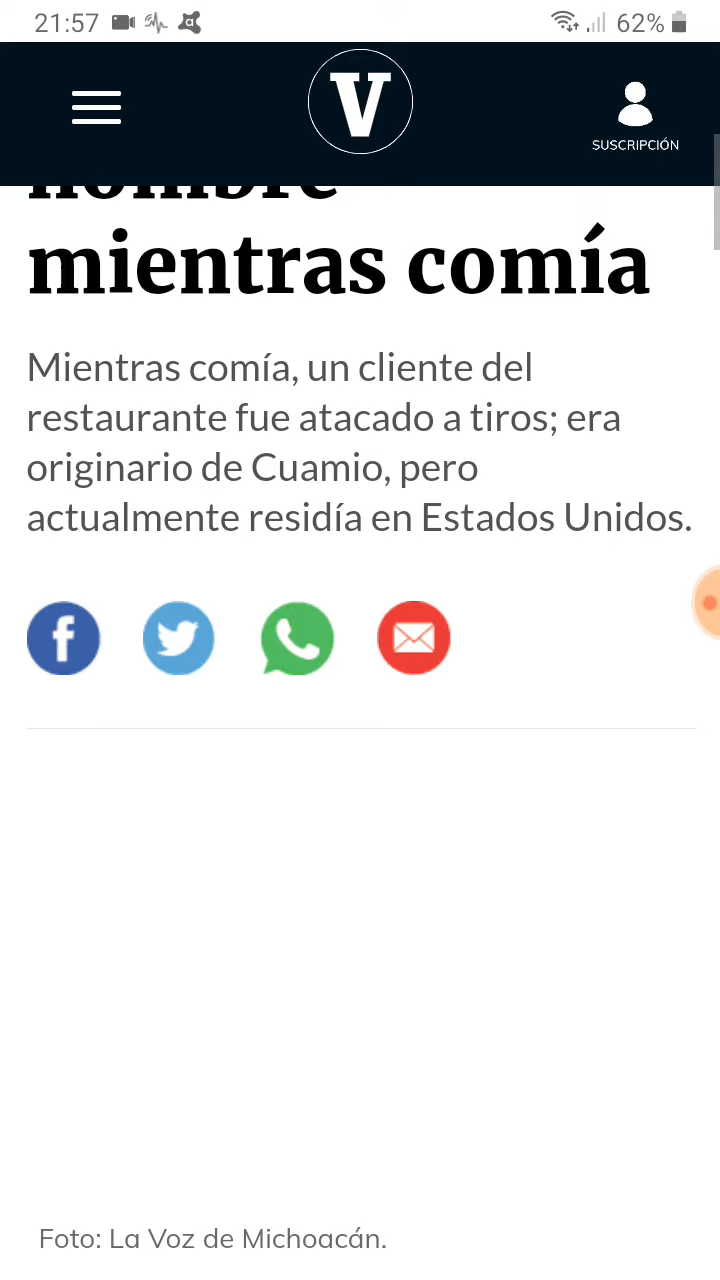 21:57
62%
V
SUSCRIPCIÓN
hombre
mientras comía
Mientras comía, un cliente del
restaurante fue atacado a tiros; era
originario de Cuamio, pero
actualmente residía en Estados Unidos.
Foto: La Voz de Michoacán.